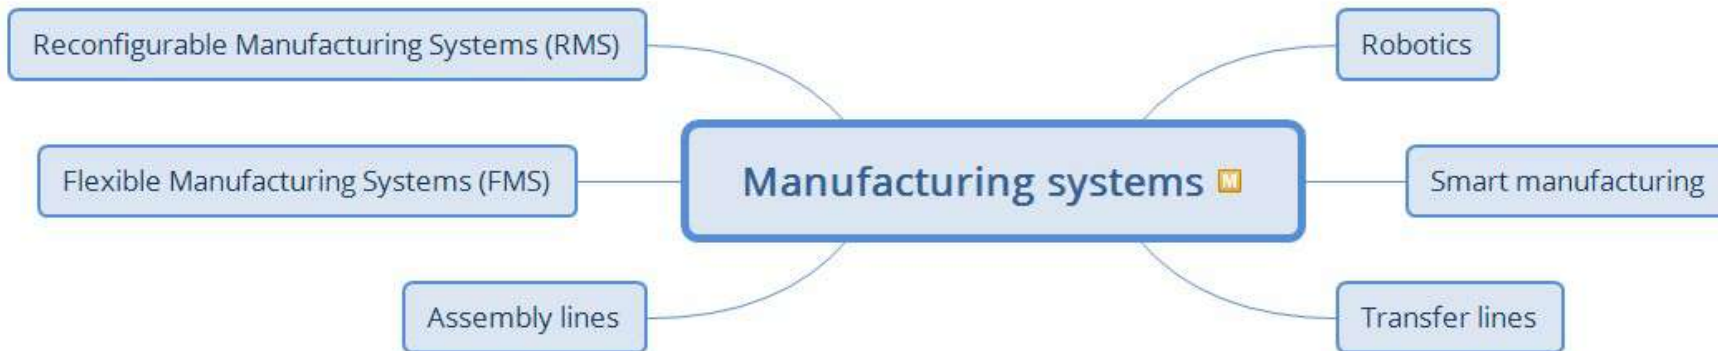 Reconfigurable Manufacturing Systems (RMS)
Robotics
Flexible Manufacturing Systems (FMS)
Manufacturing systems M
Smart manufacturing
Assembly lines
Transfer lines